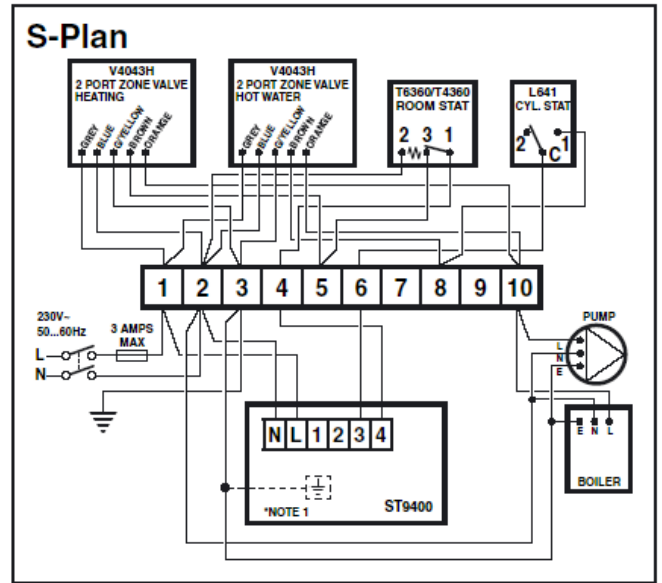 S-Plan
V4043H
2 PORT ZONE VALVE
HEATING
GREY
BLUE
G/YELLOW
BROWN
ORANGE
V4043H
2 PORT ZONE VALVE
HOT WATER
GREY
BLUE
G/YELLOW
BROWN
ORANGE
T6360/T4360
ROOM STAT
2 3 1
L641
CYL. STAT
2 C 1
1 2 3 4 5 6 7 8 9 10
230V~
50...60Hz
3 AMPS
MAX
L
N
PUMP
L
N
E
N L 1 2 3 4
*NOTE 1
ST9400
E N L
BOILER